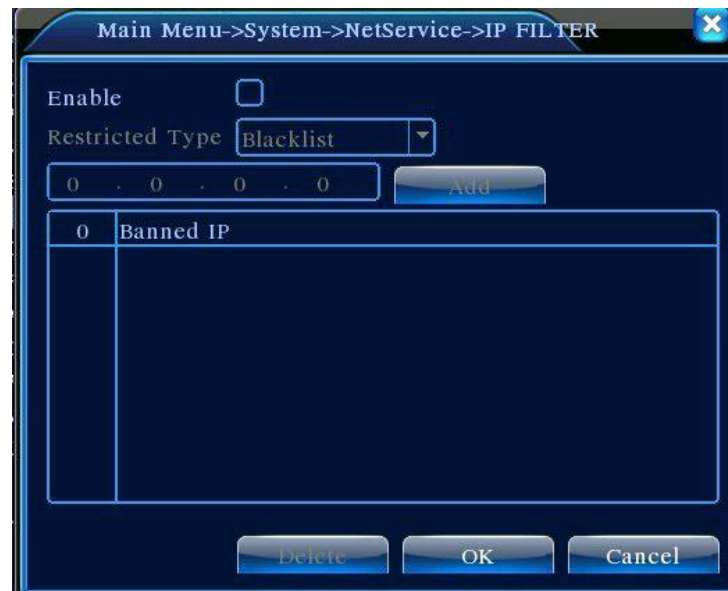 Main Menu->System->NetService->IP FILTER
Enable
Restricted Type Blacklist
0 . 0 . 0 . 0 Add
0 Banned IP
Delete OK Cancel